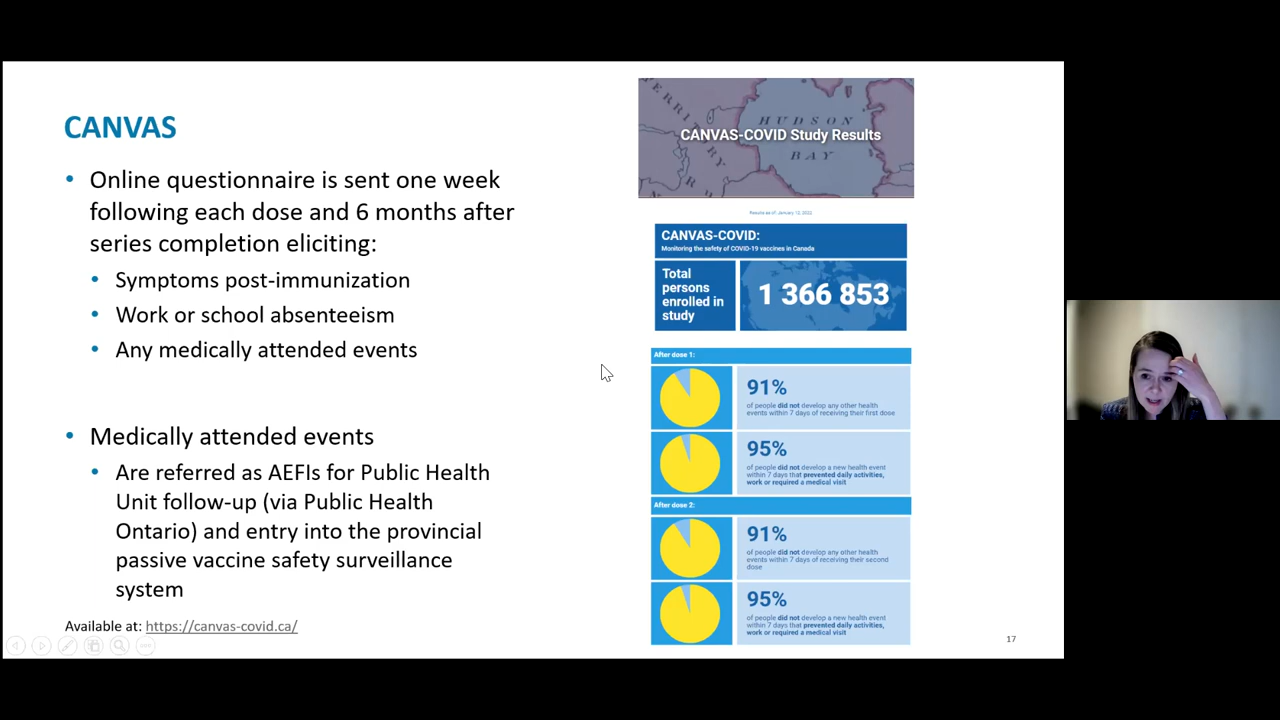 CANVAS
• Online questionnaire is sent one week
following each dose and 6 months after
series completion eliciting:
• Symptoms post-immunization
• Work or school absenteeism
• Any medically attended events
• Medically attended events
• Are referred as AEFIs for Public Health
Unit follow-up (via Public Health
Ontario) and entry into the provincial
passive vaccine safety surveillance
system
Available at: https://canvas-covid.ca/
HUDSON
BAY
CANVAS-COVID Study Results
Results as of: January 12, 2022
CANVAS-COVID:
Monitoring the safety of COVID-19 vaccines in Canada
Total
persons
enrolled in
study
1 366 853
After dose 1:
91%
of people did not develop any other health
events within 7 days of receiving their first dose
95%
of people did not develop a new health event
within 7 days that prevented daily activities,
work or required a medical visit
After dose 2:
91%
of people did not develop any other health
events within 7 days of receiving their second
dose
95%
of people did not develop a new health event
within 7 days that prevented daily activities,
work or required a medical visit
17